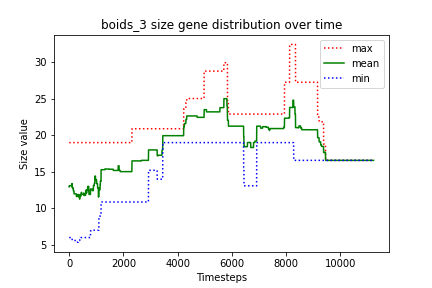 boids_3 size gene distribution over time
max
mean
min
Size value
30
25
20
15
10
5
0
2000
4000
6000
8000
10000
Timesteps